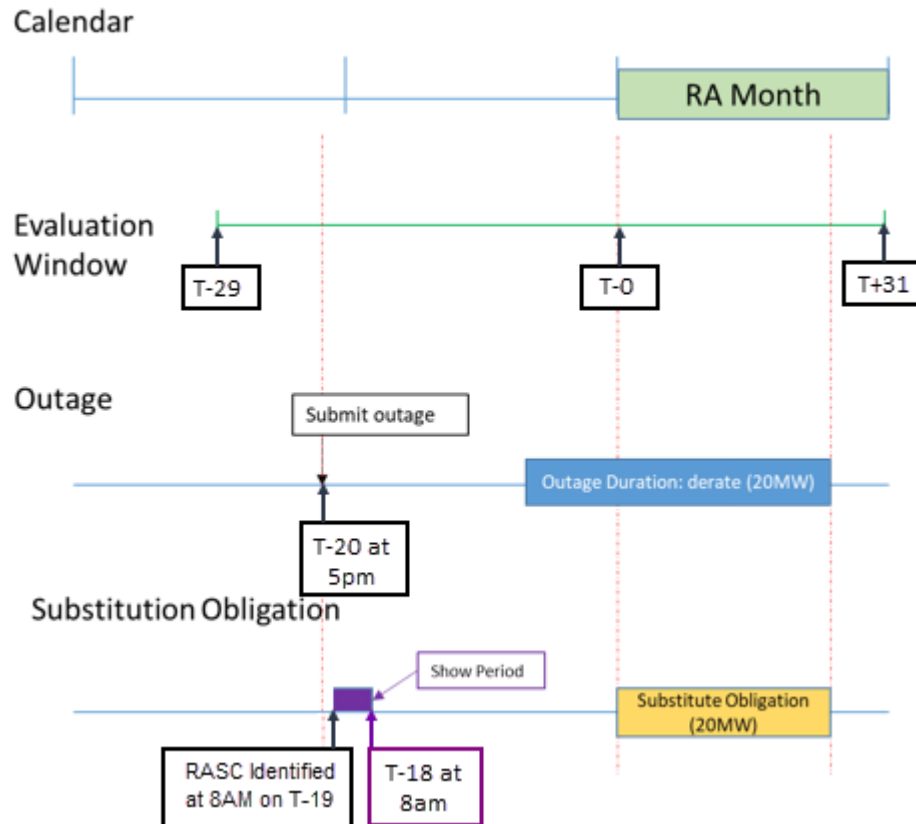 Calendar
RA Month
Evaluation
Window
T-29
T-0
T+31
Outage
Submit outage
Outage Duration: derate (20MW)
T-20 at
5pm
Substitution Obligation
Show Period
Substitute Obligation
(20MW)
RASC Identified
at 8AM on T-19
T-18 at
8am